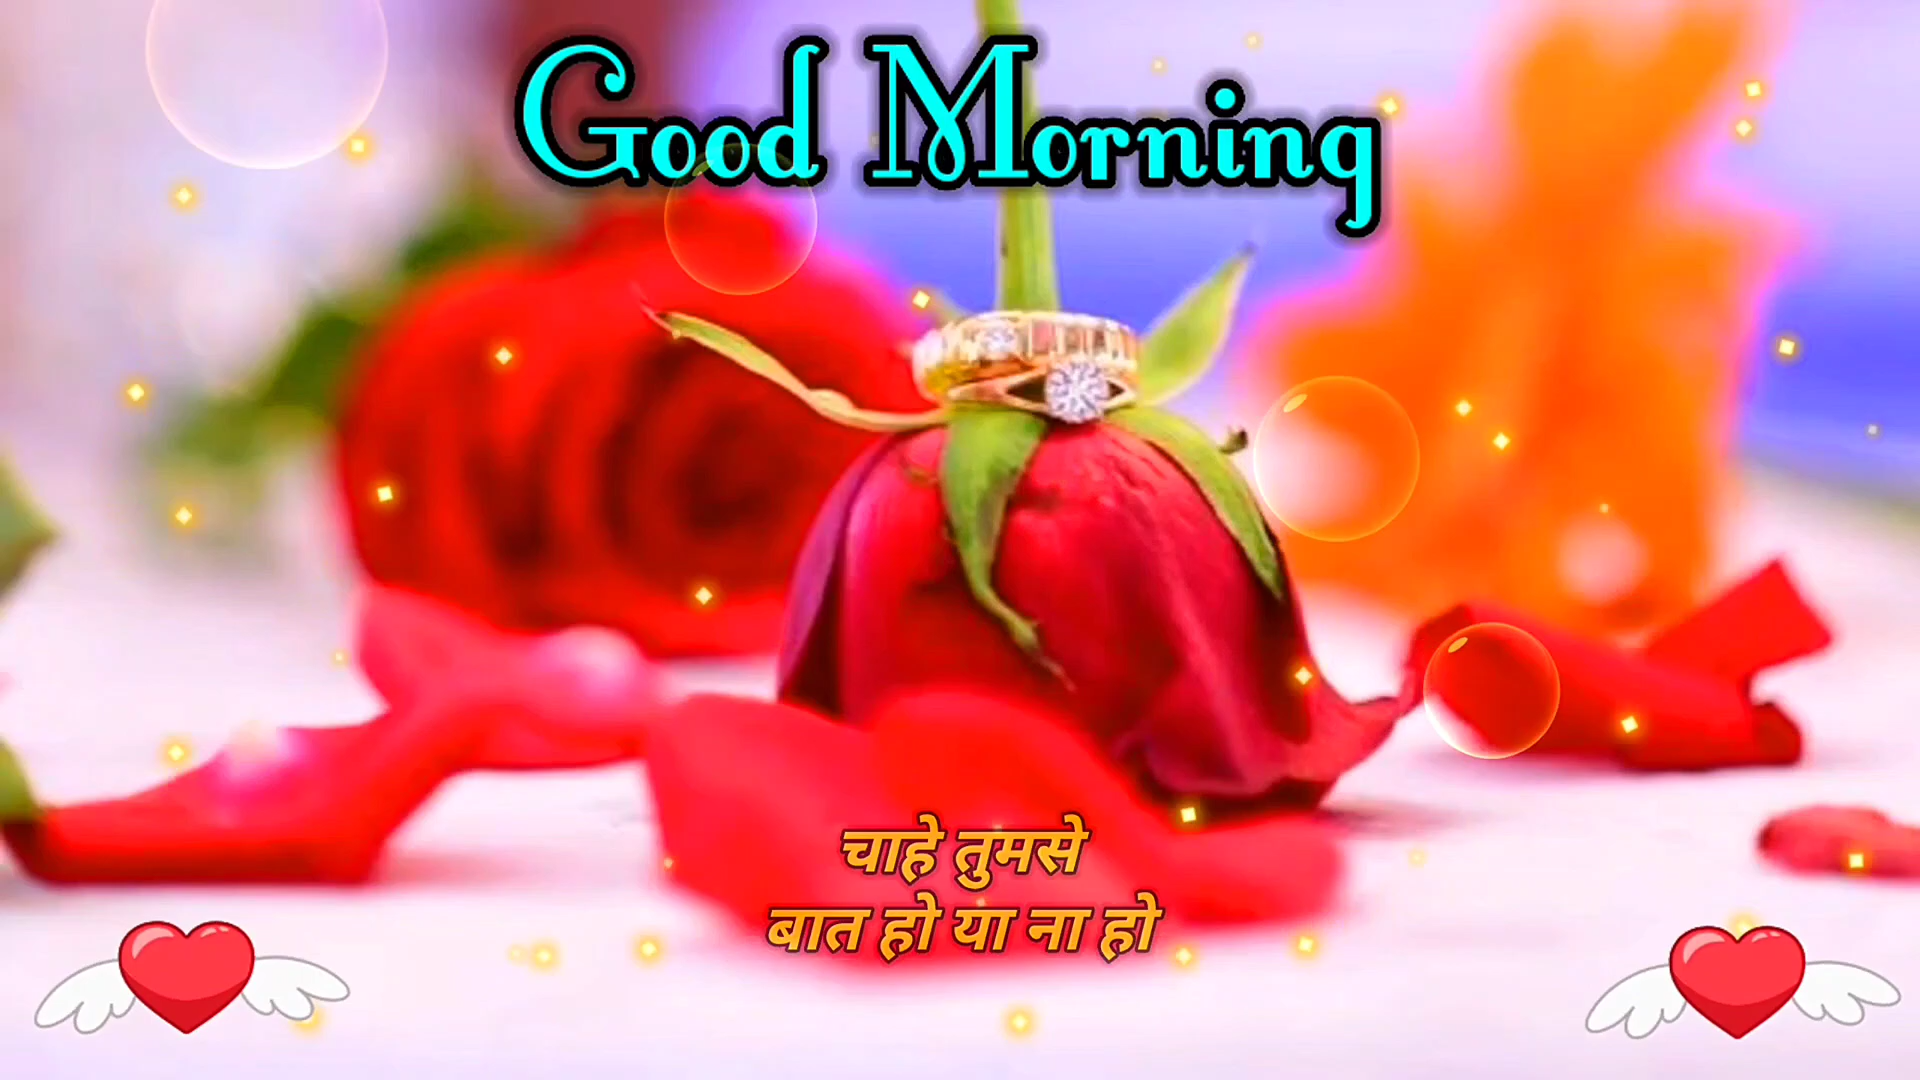 Good Morning
चाहे तुमसे
बात हो या ना हो